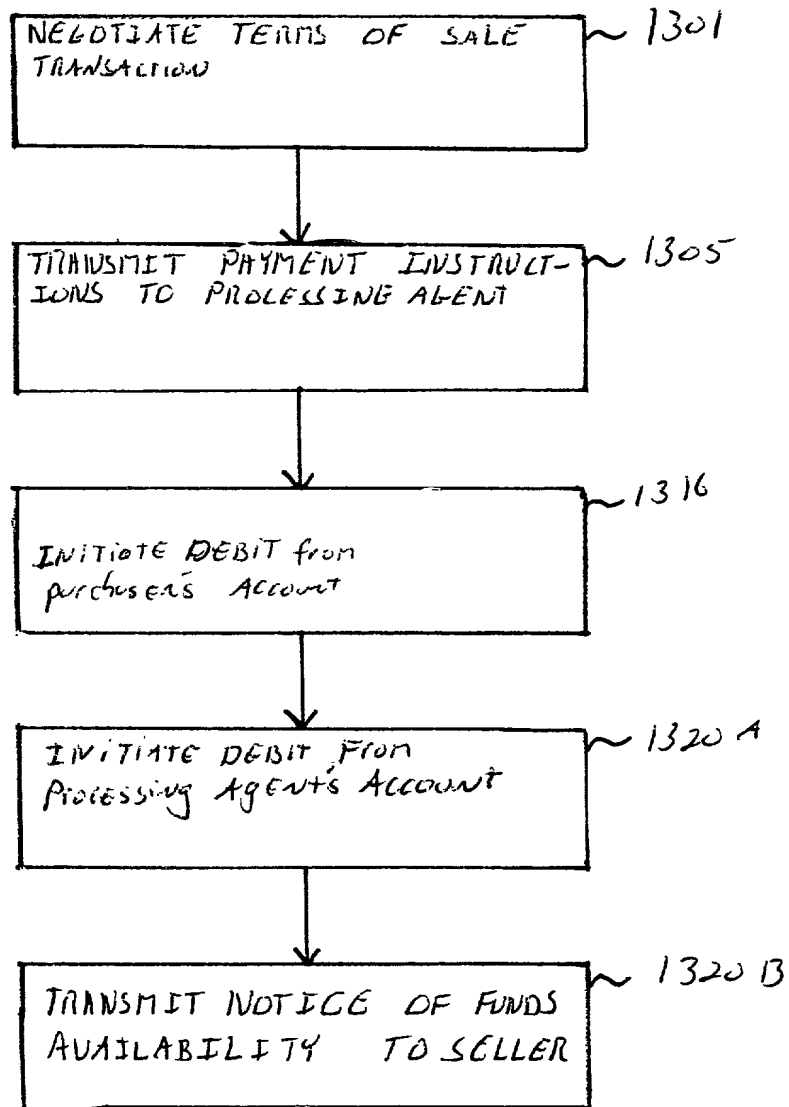 NEGOTIATE TERMS OF SALE
TRANSACTION
1301
TRANSMIT PAYMENT INSTRUCT-
IONS TO PROCESSING AGENT
1305
INITIATE DEBIT from
purchaser's Account
1316
INITIATE DEBIT From
Processing Agent's Account
1320 A
TRANSMIT NOTICE OF FUNDS
AVAILABILITY TO SELLER
1320 B